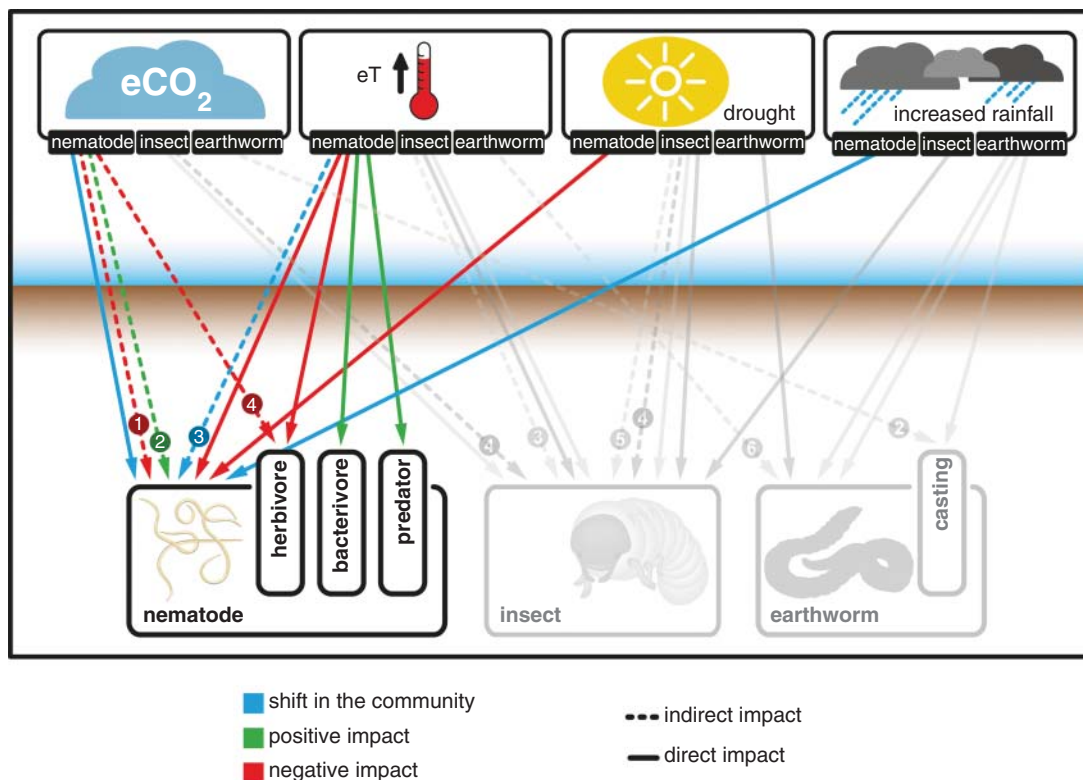 eCO2
eT
drought
increased rainfall
nematode insect earthworm
nematode insect earthworm
nematode insect earthworm
nematode insect earthworm
1
2
3
4
4
3
5
4
6
2
herbivore
bacterivore
predator
casting
nematode
insect
earthworm
shift in the community
positive impact
negative impact
indirect impact
direct impact